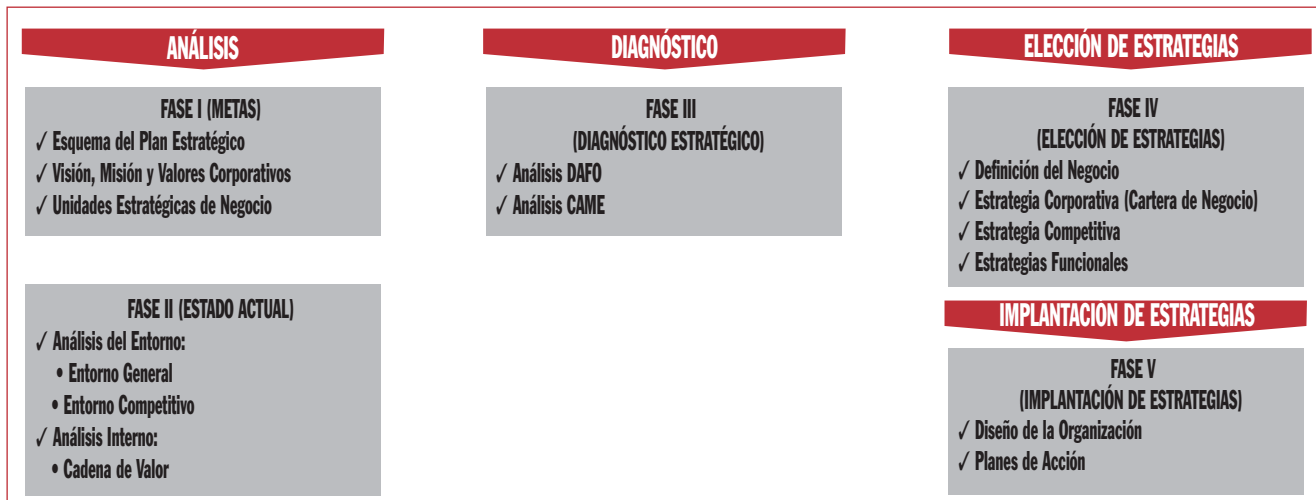 ANÁLISIS
FASE I (METAS)
✓ Esquema del Plan Estratégico
✓ Visión, Misión y Valores Corporativos
✓ Unidades Estratégicas de Negocio
FASE II (ESTADO ACTUAL)
✓ Análisis del Entorno:
• Entorno General
• Entorno Competitivo
✓ Análisis Interno:
• Cadena de Valor
DIAGNÓSTICO
FASE III
(DIAGNÓSTICO ESTRATÉGICO)
✓ Análisis DAFO
✓ Análisis CAME
ELECCIÓN DE ESTRATEGIAS
FASE IV
(ELECCIÓN DE ESTRATEGIAS)
✓ Definición del Negocio
✓ Estrategia Corporativa (Cartera de Negocio)
✓ Estrategia Competitiva
✓ Estrategias Funcionales
IMPLANTACIÓN DE ESTRATEGIAS
FASE V
(IMPLANTACIÓN DE ESTRATEGIAS)
✓ Diseño de la Organización
✓ Planes de Acción